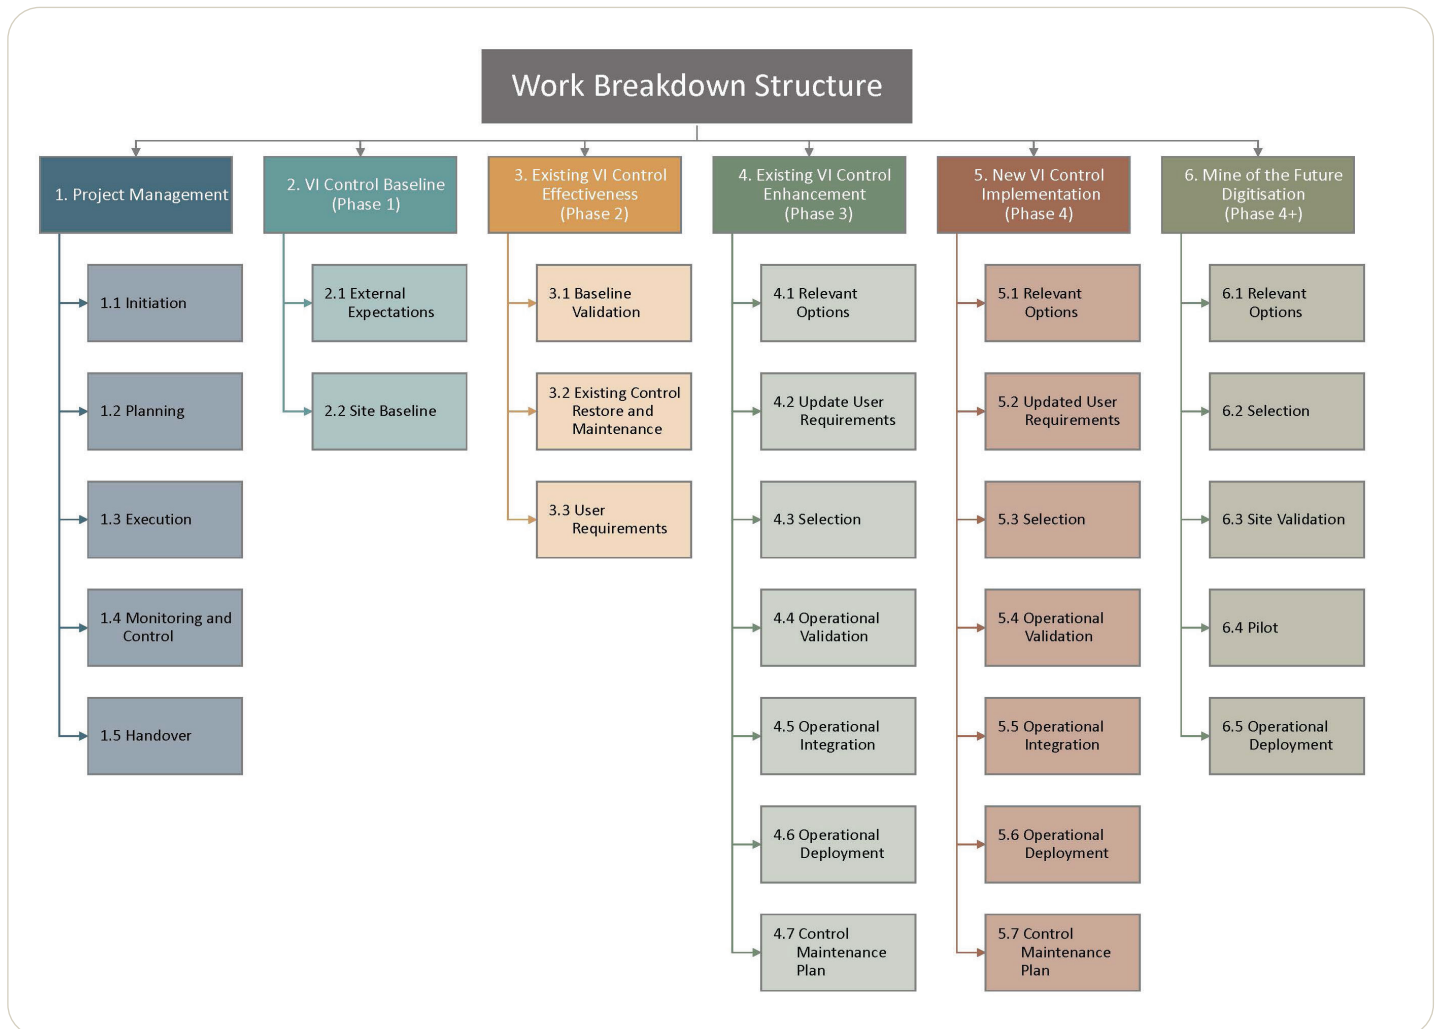 Work Breakdown Structure
1. Project Management
1.1 Initiation
1.2 Planning
1.3 Execution
1.4 Monitoring and
Control
1.5 Handover
2. VI Control Baseline
(Phase 1)
2.1 External
Expectations
2.2 Site Baseline
3. Existing VI Control
Effectiveness
(Phase 2)
3.1 Baseline
Validation
3.2 Existing Control
Restore and
Maintenance
3.3 User
Requirements
4. Existing VI Control
Enhancement
(Phase 3)
4.1 Relevant
Options
4.2 Update User
Requirements
4.3 Selection
4.4 Operational
Validation
4.5 Operational
Integration
4.6 Operational
Deployment
4.7 Control
Maintenance
Plan
5. New VI Control
Implementation
(Phase 4)
5.1 Relevant
Options
5.2 Updated User
Requirements
5.3 Selection
5.4 Operational
Validation
5.5 Operational
Integration
5.6 Operational
Deployment
5.7 Control
Maintenance
Plan
6. Mine of the Future
Digitisation
(Phase 4+)
6.1 Relevant
Options
6.2 Selection
6.3 Site Validation
6.4 Pilot
6.5 Operational
Deployment